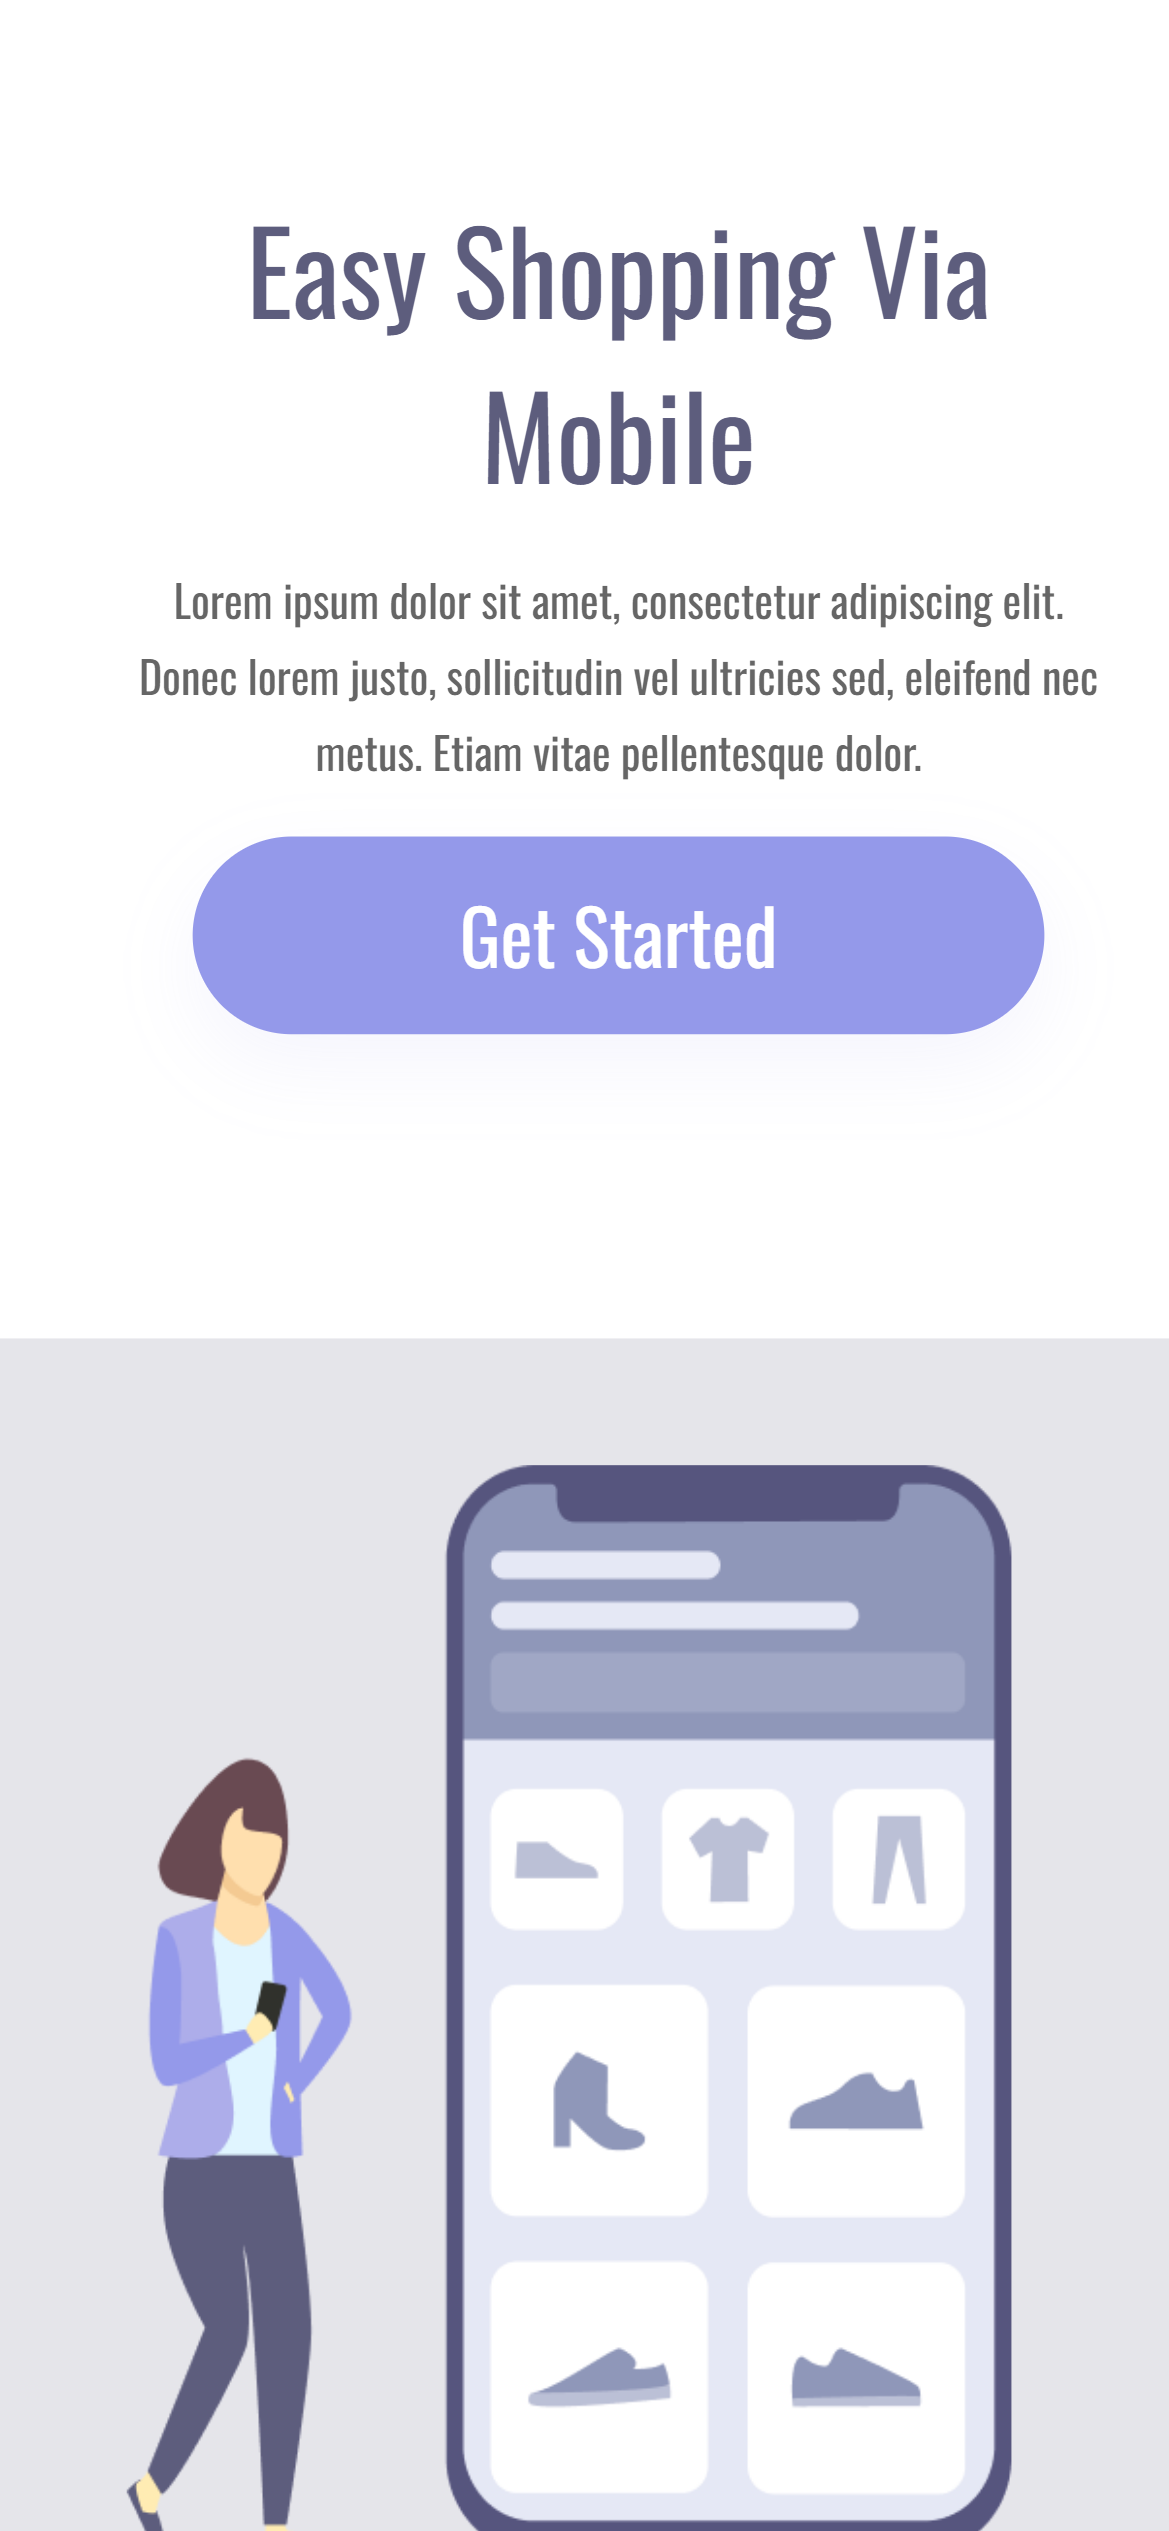 Easy Shopping Via
Mobile
Lorem ipsum dolor sit amet, consectetur adipiscing elit.
Donec lorem justo, sollicitudin vel ultricies sed, eleifend nec
metus. Etiam vitae pellentesque dolor.
Get Started